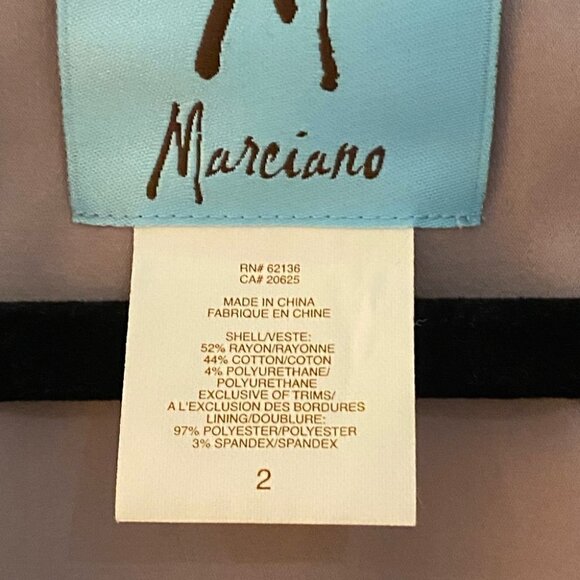 M
Marciano
RN# 62136
CA# 20625
MADE IN CHINA
FABRIQUE EN CHINE
SHELL/VESTE:
52% RAYON/RAYONNE
44% COTTON/COTON
4% POLYURETHANE/
POLYURETHANE
EXCLUSIVE OF TRIMS/
A L'EXCLUSION DES BORDURES
LINING/DOUBLURE:
97% POLYESTER/POLYESTER
3% SPANDEX/SPANDEX
2